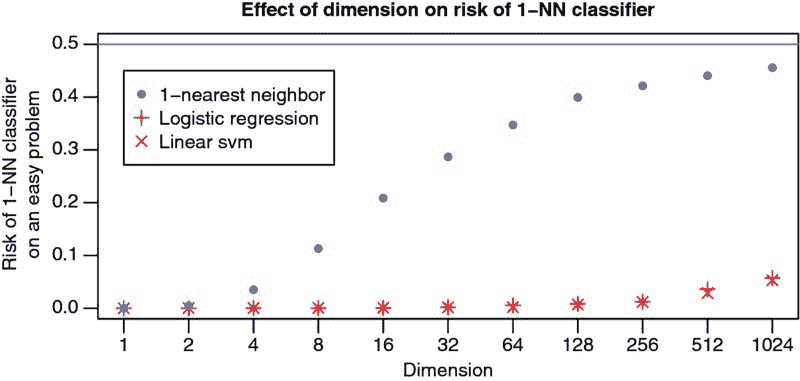 Effect of dimension on risk of 1−NN classifier
Risk of 1−NN classifier
on an easy problem
0.5
0.4
0.3
0.2
0.1
0.0
1−nearest neighbor
Logistic regression
Linear svm
1 2 4 8 16 32 64 128 256 512 1024
Dimension